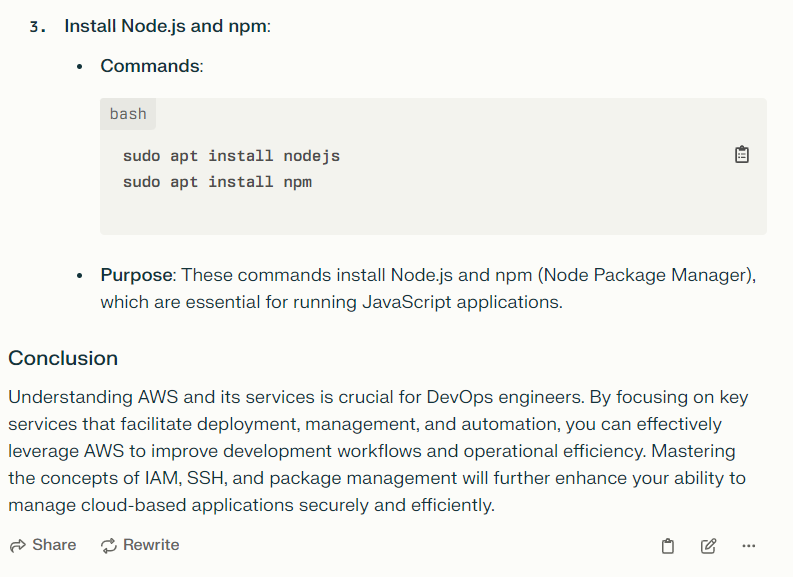 3. Install Node.js and npm:
• Commands:
bash
sudo apt install nodejs
sudo apt install npm
• Purpose: These commands install Node.js and npm (Node Package Manager),
which are essential for running JavaScript applications.
Conclusion
Understanding AWS and its services is crucial for DevOps engineers. By focusing on key
services that facilitate deployment, management, and automation, you can effectively
leverage AWS to improve development workflows and operational efficiency. Mastering
the concepts of IAM, SSH, and package management will further enhance your ability to
manage cloud-based applications securely and efficiently.
Share Rewrite